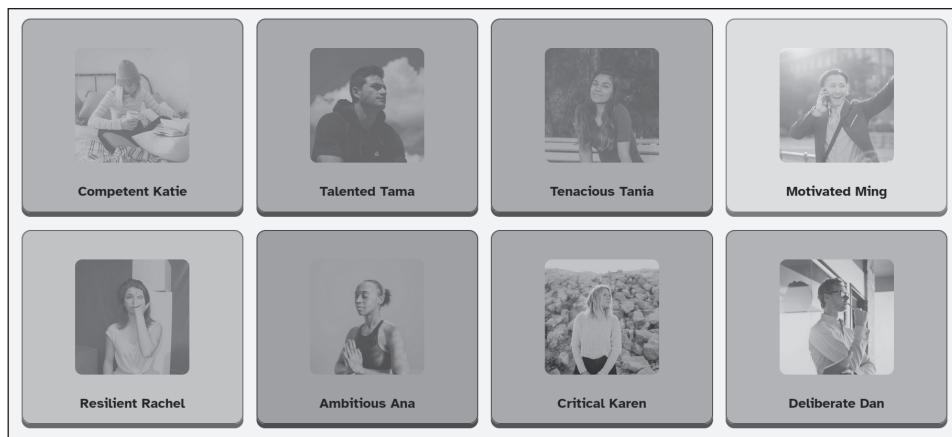 Competent Katie
Talented Tama
Tenacious Tania
Motivated Ming
Resilient Rachel
Ambitious Ana
Critical Karen
Deliberate Dan